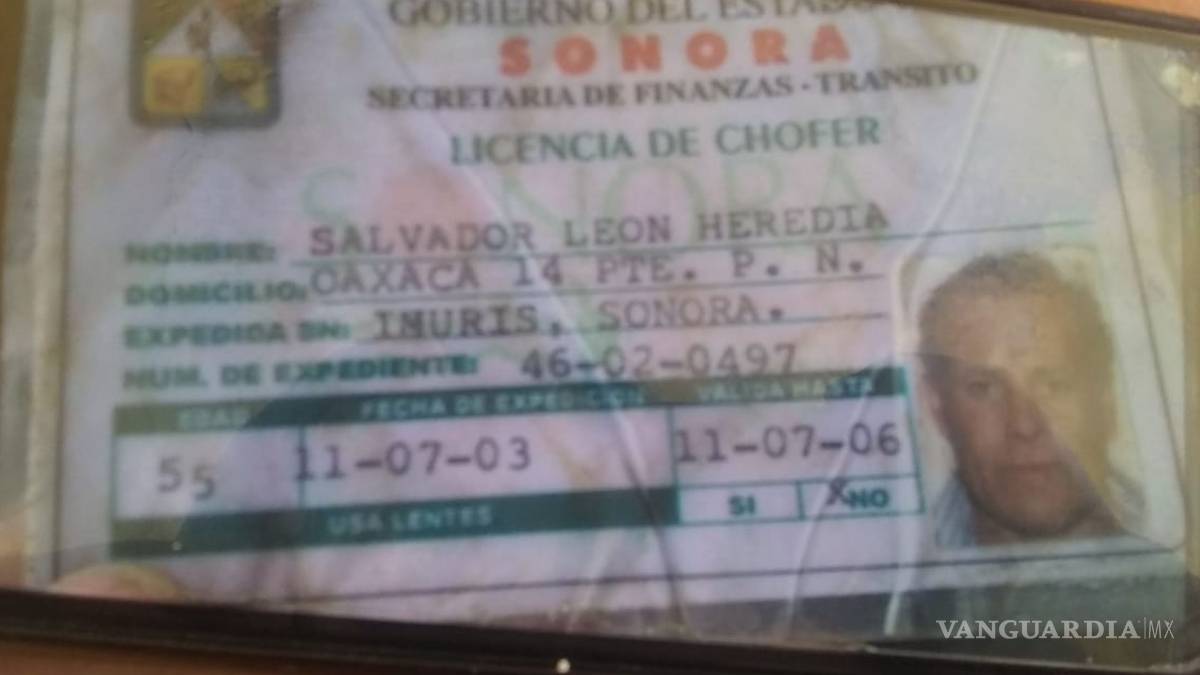 GOBIERNO DEL ESTADO
SONORA
SECRETARIA DE FINANZAS - TRANSITO
LICENCIA DE CHOFER
SONORA
NOMBRE: SALVADOR LEON HEREDIA
DOMICILIO: OAXACA 14 PTE. P. N.
EXPEDIDA EN: IMURIS, SONORA.
NUM. DE EXPEDIENTE: 46-02-0497
EDAD FECHA DE EXPEDICION VALIDA HASTA
55 11-07-03 11-07-06
USA LENTES SI X NO
VANGUARDIA|MX